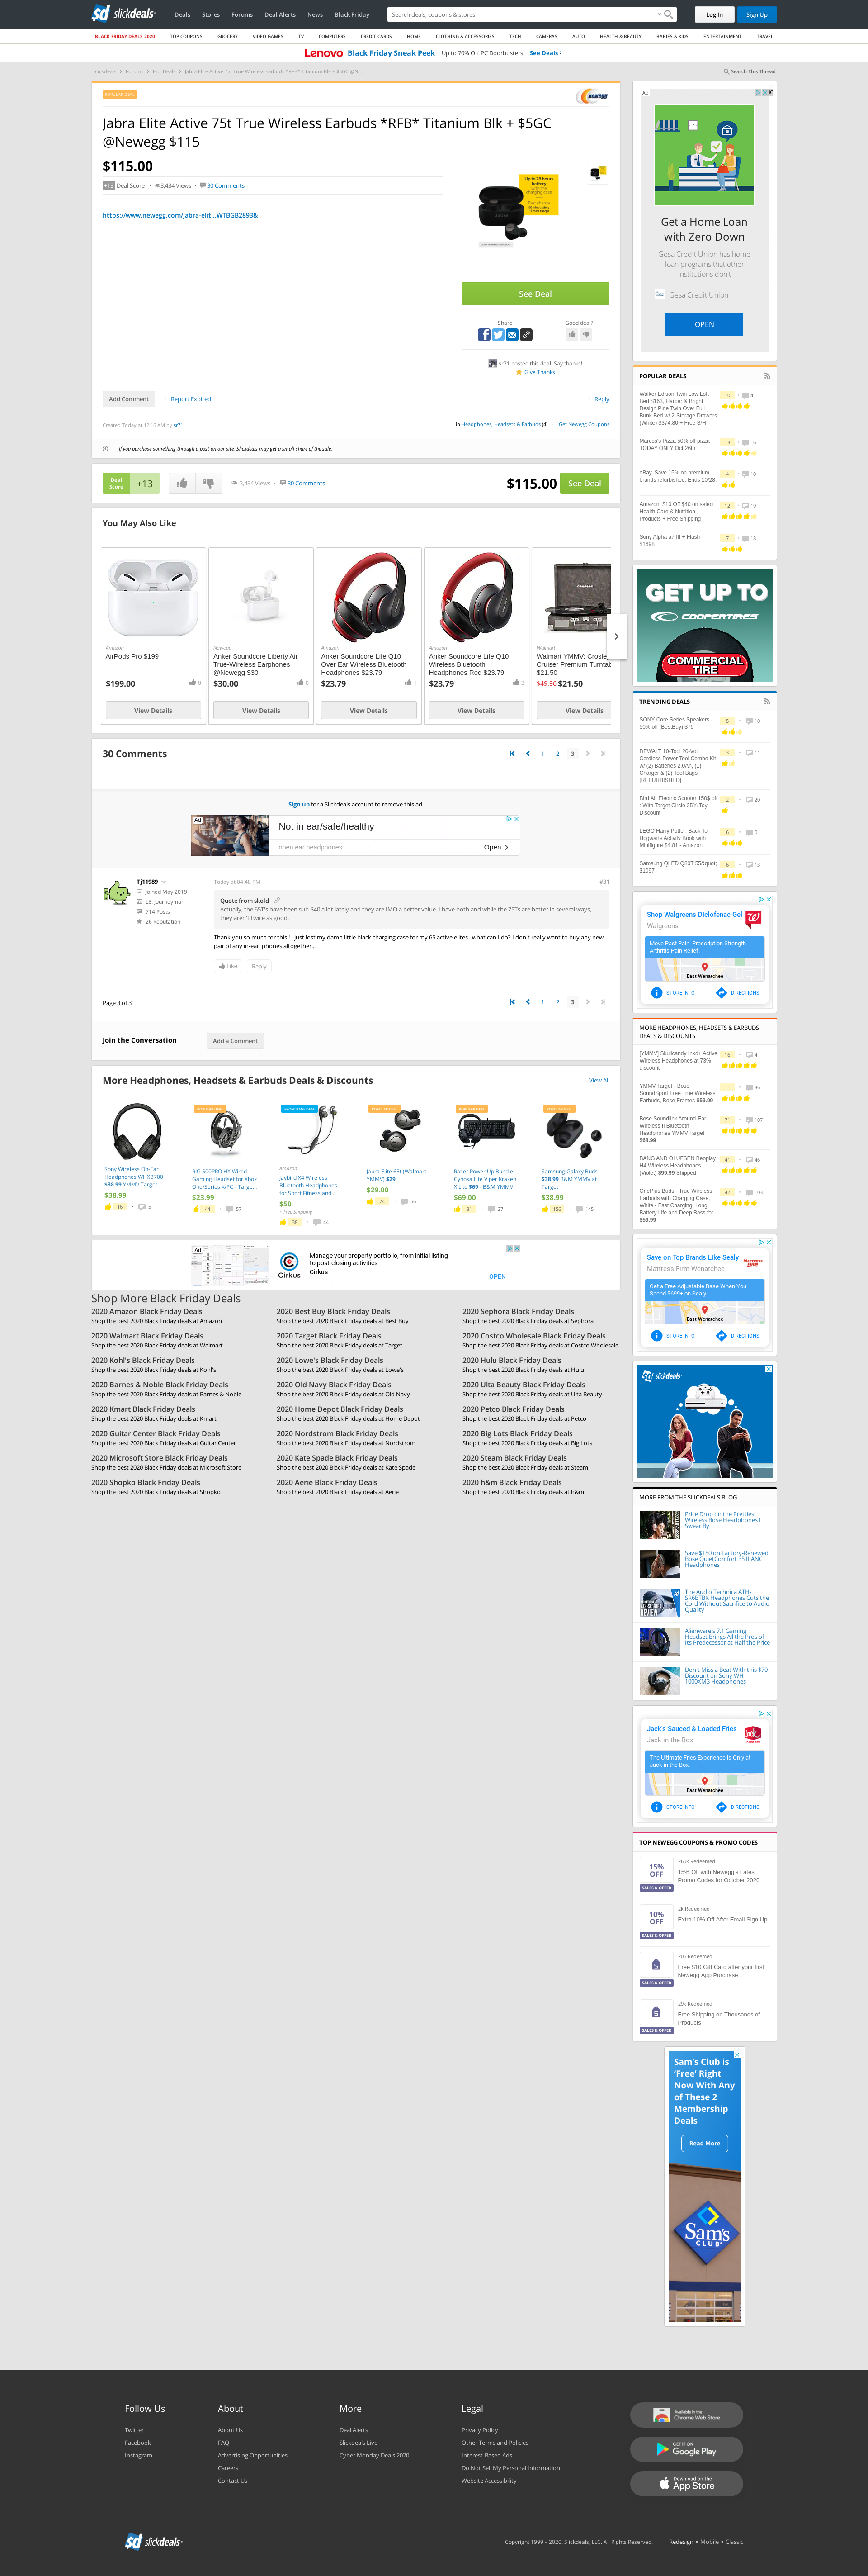 sd slickdeals
Deals Stores Forums Deal Alerts News Black Friday
Search deals, coupons & stores
Log In Sign Up
BLACK FRIDAY DEALS 2020 TOP COUPONS GROCERY VIDEO GAMES TV COMPUTERS CREDIT CARDS HOME CLOTHING & ACCESSORIES TECH CAMERAS AUTO HEALTH & BEAUTY BABIES & KIDS ENTERTAINMENT TRAVEL
Lenovo Black Friday Sneak Peek Up to 70% Off PC Doorbusters See Deals ›
Slickdeals Forums Hot Deals Jabra Elite Active 75t True Wireless Earbuds *RFB* Titanium Blk + $5GC @N...
Search This Thread
POPULAR DEAL
newegg
Jabra Elite Active 75t True Wireless Earbuds *RFB* Titanium Blk + $5GC
@Newegg $115
$115.00
+13 Deal Score 3,434 Views 30 Comments
https://www.newegg.com/jabra-elit...WTBGB2893&
Up to 28 hours battery
See Deal
Share Good deal?
sr71 posted this deal. Say thanks!
Give Thanks
Add Comment Report Expired Reply
Created Today at 12:16 AM by sr71
in Headphones, Headsets & Earbuds (4) Get Newegg Coupons
If you purchase something through a post on our site, Slickdeals may get a small share of the sale.
Deal Score +13 3,434 Views 30 Comments $115.00 See Deal
You May Also Like
Amazon
AirPods Pro $199
$199.00 0
View Details
Newegg
Anker Soundcore Liberty Air
True-Wireless Earphones
@Newegg $30
$30.00 0
View Details
Amazon
Anker Soundcore Life Q10
Over Ear Wireless Bluetooth
Headphones $23.79
$23.79 1
View Details
Amazon
Anker Soundcore Life Q10
Wireless Bluetooth
Headphones Red $23.79
$23.79 3
View Details
Walmart
Walmart YMMV: Crosle
Cruiser Premium Turntab
$21.50
$49.96 $21.50
View Details
30 Comments
1 2 3
Sign up for a Slickdeals account to remove this ad.
Ad
Not in ear/safe/healthy
open ear headphones
Open
Tj11989
Joined May 2019
L5: Journeyman
714 Posts
26 Reputation
Today at 04:48 PM #31
Quote from skold
Actually, the 65T's have been sub-$40 a lot lately and they are IMO a better value. I have both and while the 75Ts are better in several ways,
they aren't twice as good.
Thank you so much for this ! I just lost my damn little black charging case for my 65 active elites...what can I do? I don't really want to buy any new
pair of any in-ear 'phones altogether...
Like Reply
Page 3 of 3
1 2 3
Join the Conversation Add a Comment
More Headphones, Headsets & Earbuds Deals & Discounts
View All
Sony Wireless On-Ear
Headphones WHXB700
$38.99 YMMV Target
$38.99
16 5
POPULAR DEAL
RIG 500PRO HX Wired
Gaming Headset for Xbox
One/Series X/PC - Targe...
$23.99
44 57
FRONTPAGE DEAL
Amazon
Jaybird X4 Wireless
Bluetooth Headphones
for Sport Fitness and...
$50
+ Free Shipping
38 44
POPULAR DEAL
Jabra Elite 65t (Walmart
YMMV) $29
$29.00
74 56
POPULAR DEAL
Razer Power Up Bundle -
Cynosa Lite Viper Kraken
X Lite $69 - B&M YMMV
$69.00
31 27
POPULAR DEAL
Samsung Galaxy Buds
$38.99 B&M YMMV at
Target
$38.99
156 145
Ad
Cirkus
Manage your property portfolio, from initial listing
to post-closing activities
Cirkus
OPEN
Shop More Black Friday Deals
2020 Amazon Black Friday Deals
Shop the best 2020 Black Friday deals at Amazon
2020 Best Buy Black Friday Deals
Shop the best 2020 Black Friday deals at Best Buy
2020 Sephora Black Friday Deals
Shop the best 2020 Black Friday deals at Sephora
2020 Walmart Black Friday Deals
Shop the best 2020 Black Friday deals at Walmart
2020 Target Black Friday Deals
Shop the best 2020 Black Friday deals at Target
2020 Costco Wholesale Black Friday Deals
Shop the best 2020 Black Friday deals at Costco Wholesale
2020 Kohl's Black Friday Deals
Shop the best 2020 Black Friday deals at Kohl's
2020 Lowe's Black Friday Deals
Shop the best 2020 Black Friday deals at Lowe's
2020 Hulu Black Friday Deals
Shop the best 2020 Black Friday deals at Hulu
2020 Barnes & Noble Black Friday Deals
Shop the best 2020 Black Friday deals at Barnes & Noble
2020 Old Navy Black Friday Deals
Shop the best 2020 Black Friday deals at Old Navy
2020 Ulta Beauty Black Friday Deals
Shop the best 2020 Black Friday deals at Ulta Beauty
2020 Kmart Black Friday Deals
Shop the best 2020 Black Friday deals at Kmart
2020 Home Depot Black Friday Deals
Shop the best 2020 Black Friday deals at Home Depot
2020 Petco Black Friday Deals
Shop the best 2020 Black Friday deals at Petco
2020 Guitar Center Black Friday Deals
Shop the best 2020 Black Friday deals at Guitar Center
2020 Nordstrom Black Friday Deals
Shop the best 2020 Black Friday deals at Nordstrom
2020 Big Lots Black Friday Deals
Shop the best 2020 Black Friday deals at Big Lots
2020 Microsoft Store Black Friday Deals
Shop the best 2020 Black Friday deals at Microsoft Store
2020 Kate Spade Black Friday Deals
Shop the best 2020 Black Friday deals at Kate Spade
2020 Steam Black Friday Deals
Shop the best 2020 Black Friday deals at Steam
2020 Shopko Black Friday Deals
Shop the best 2020 Black Friday deals at Shopko
2020 Aerie Black Friday Deals
Shop the best 2020 Black Friday deals at Aerie
2020 h&m Black Friday Deals
Shop the best 2020 Black Friday deals at h&m
Ad
Get a Home Loan
with Zero Down
Gesa Credit Union has home
loan programs that other
institutions don't
Gesa Credit Union
OPEN
POPULAR DEALS
Walker Edison Twin Low Loft
Bed $163, Harper & Bright
Design Pine Twin Over Full
Bunk Bed w/ 2-Storage Drawers
(White) $374.80 + Free S/H
10 4
Marcos's Pizza 50% off pizza
TODAY ONLY Oct 26th
13 16
eBay. Save 15% on premium
brands refurbished. Ends 10/28.
4 10
Amazon: $10 Off $40 on select
Health Care & Nutrition
Products + Free Shipping
12 19
Sony Alpha a7 III + Flash -
$1698
7 18
GET UP TO
COOPERTIRES
COMMERCIAL
TIRE
TRENDING DEALS
SONY Core Series Speakers -
50% off (BestBuy) $75
5 10
DEWALT 10-Tool 20-Volt
Cordless Power Tool Combo Kit
w/ (2) Batteries 2.0Ah, (1)
Charger & (2) Tool Bags
[REFURBISHED]
3 11
Bird Air Electric Scooter 150$ off
. With Target Circle 25% Toy
Discount
2 20
LEGO Harry Potter: Back To
Hogwarts Activity Book with
Minifigure $4.81 - Amazon
6 0
Samsung QLED Q80T 55&quot;
$1097
6 13
Shop Walgreens Diclofenac Gel
Walgreens
Move Past Pain. Prescription Strength
Arthritis Pain Relief.
East Wenatchee
STORE INFO DIRECTIONS
MORE HEADPHONES, HEADSETS & EARBUDS
DEALS & DISCOUNTS
[YMMV] Skullcandy Inkd+ Active
Wireless Headphones at 73%
discount
16 4
YMMV Target - Bose
SoundSport Free True Wireless
Earbuds, Bose Frames $59.99
11 36
Bose Soundlink Around-Ear
Wireless II Bluetooth
Headphones YMMV Target
$68.99
71 107
BANG AND OLUFSEN Beoplay
H4 Wireless Headphones
(Violet) $99.99 Shipped
41 46
OnePlus Buds - True Wireless
Earbuds with Charging Case,
White - Fast Charging, Long
Battery Life and Deep Bass for
$59.99
42 103
Save on Top Brands Like Sealy
Mattress Firm Wenatchee
Get a Free Adjustable Base When You
Spend $699+ on Sealy.
East Wenatchee
STORE INFO DIRECTIONS
sd slickdeals
MORE FROM THE SLICKDEALS BLOG
Price Drop on the Prettiest
Wireless Bose Headphones I
Swear By
Save $150 on Factory-Renewed
Bose QuietComfort 35 II ANC
Headphones
The Audio Technica ATH-
SR6BTBK Headphones Cuts the
Cord Without Sacrifice to Audio
Quality
Alienware's 7.1 Gaming
Headset Brings All the Pros of
Its Predecessor at Half the Price
Don't Miss a Beat With this $70
Discount on Sony WH-
1000XM3 Headphones
Jack's Sauced & Loaded Fries
Jack in the Box
The Ultimate Fries Experience is Only at
Jack in the Box.
East Wenatchee
STORE INFO DIRECTIONS
TOP NEWEGG COUPONS & PROMO CODES
15% OFF
SALES & OFFER
260k Redeemed
15% Off with Newegg's Latest
Promo Codes for October 2020
10% OFF
SALES & OFFER
2k Redeemed
Extra 10% Off After Email Sign Up
SALES & OFFER
206 Redeemed
Free $10 Gift Card after your first
Newegg App Purchase
SALES & OFFER
29k Redeemed
Free Shipping on Thousands of
Products
Sam's Club is
'Free' Right
Now With Any
of These 2
Membership
Deals
Read More
Sam's
CLUB
Follow Us
Twitter
Facebook
Instagram
About
About Us
FAQ
Advertising Opportunities
Careers
Contact Us
More
Deal Alerts
Slickdeals Live
Cyber Monday Deals 2020
Legal
Privacy Policy
Other Terms and Policies
Interest-Based Ads
Do Not Sell My Personal Information
Website Accessibility
Available in the
Chrome Web Store
GET IT ON
Google Play
Download on the
App Store
sd slickdeals
Copyright 1999 - 2020. Slickdeals, LLC. All Rights Reserved. Redesign • Mobile • Classic